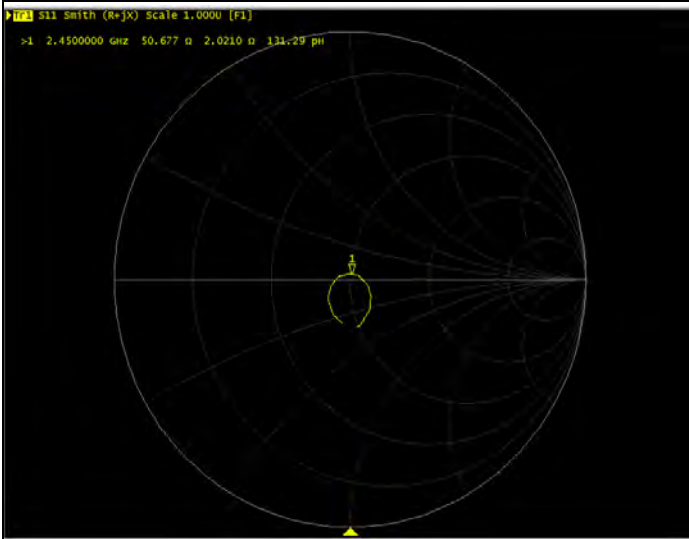 Tr1 S11 Smith (R+jX) Scale 1.000U [F1]
>1 2.4500000 GHz 50.677 Ω 2.0210 Ω 131.29 pH
1